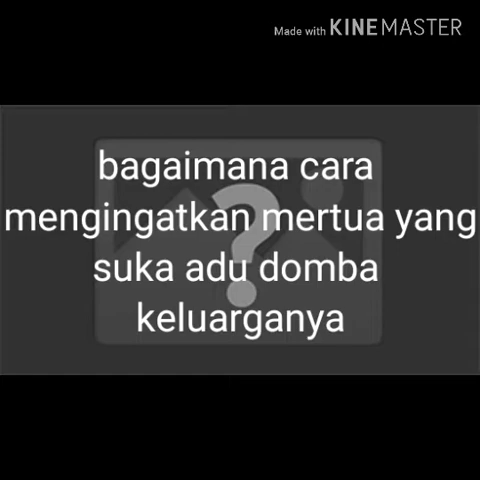 Made with KINEMASTER
bagaimana cara
mengingatkan mertua yang
suka adu domba
keluarganya